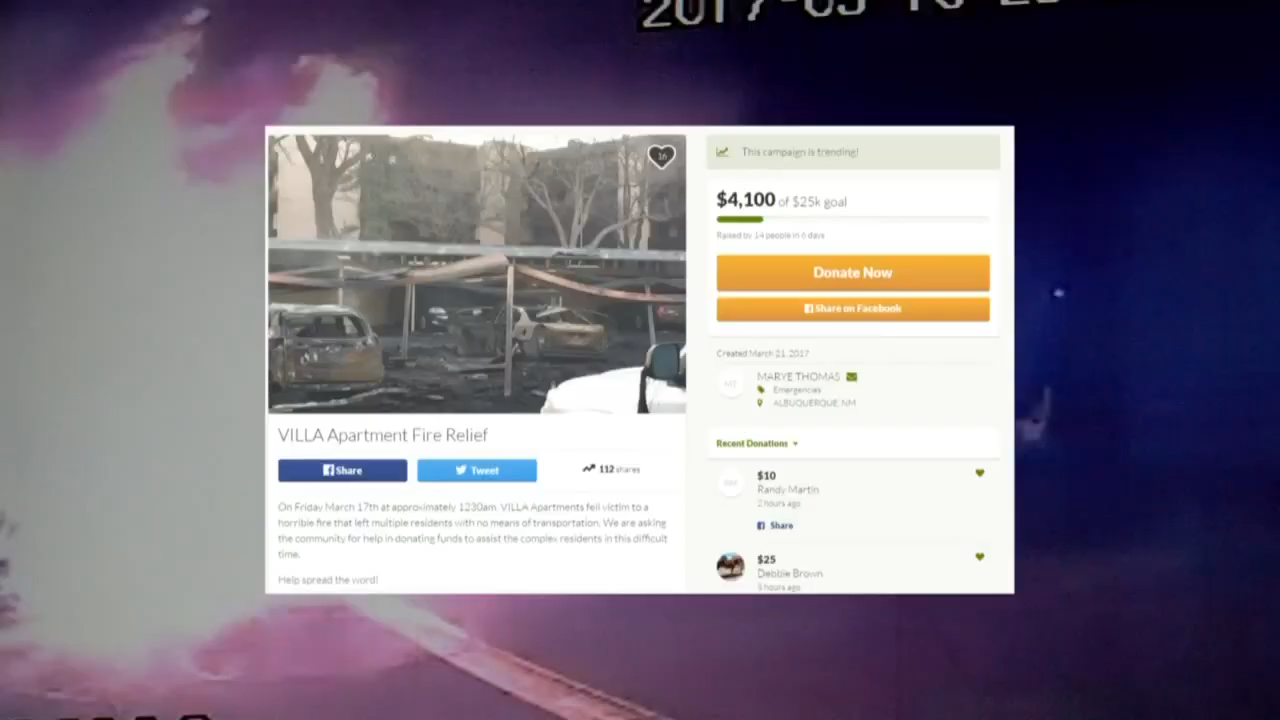 16
This campaign is trending!
$4,100 of $25k goal
Raised by 14 people in 6 days
Donate Now
Share on Facebook
Created March 21, 2017
MT
MARYE THOMAS
Emergencies
ALBUQUERQUE, NM
VILLA Apartment Fire Relief
Share
Tweet
112 shares
On Friday March 17th at approximately 1230am. VILLA Apartments fell victim to a
horrible fire that left multiple residents with no means of transportation. We are asking
the community for help in donating funds to assist the complex residents in this difficult
time.
Help spread the word!
Recent Donations
$10
Randy Martin
2 hours ago
Share
$25
Debbie Brown